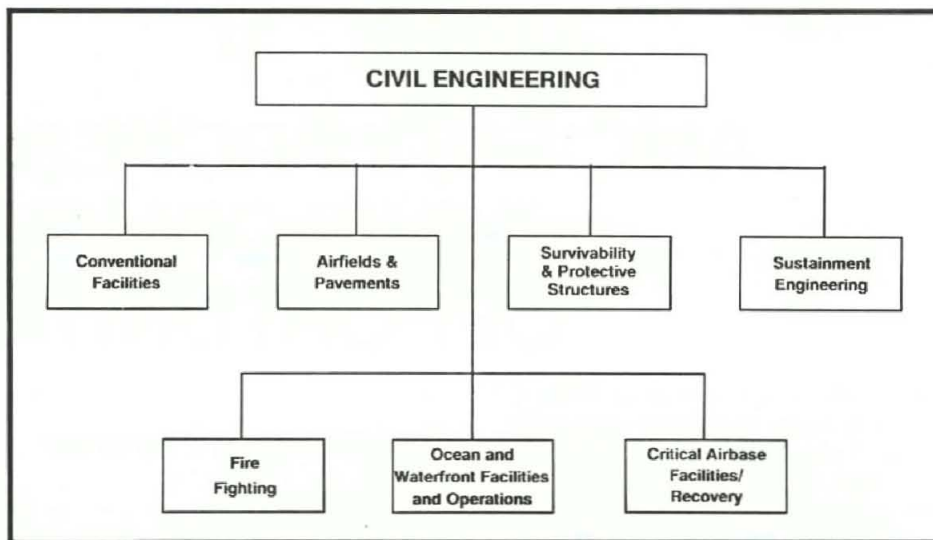 CIVIL ENGINEERING
Conventional
Facilities
Airfields &
Pavements
Survivability
& Protective
Structures
Sustainment
Engineering
Fire
Fighting
Ocean and
Waterfront Facilities
and Operations
Critical Airbase
Facilities/
Recovery